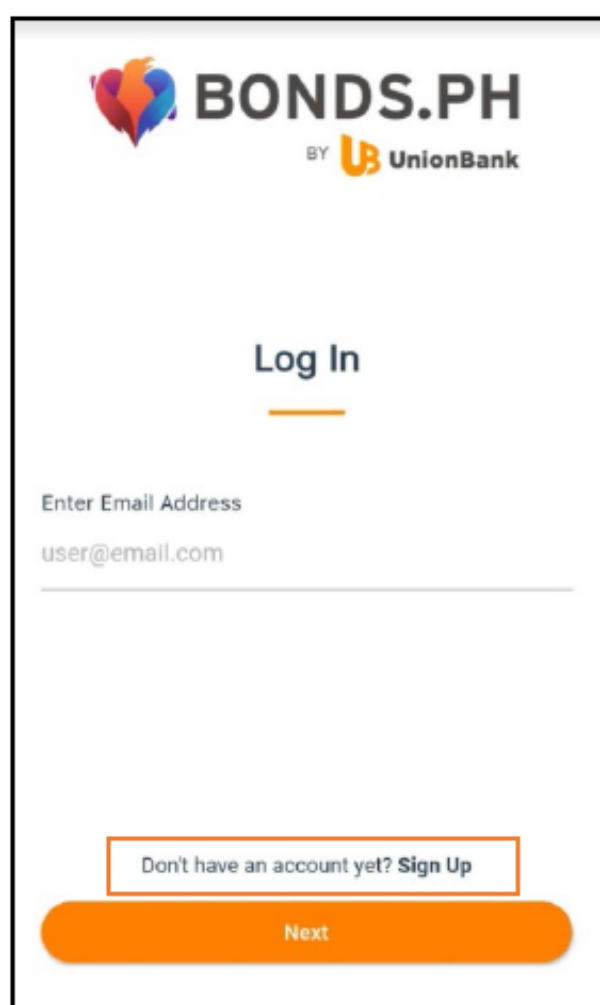 BONDS.PH
BY UB UnionBank
Log In
Enter Email Address
user@email.com
Don't have an account yet? Sign Up
Next